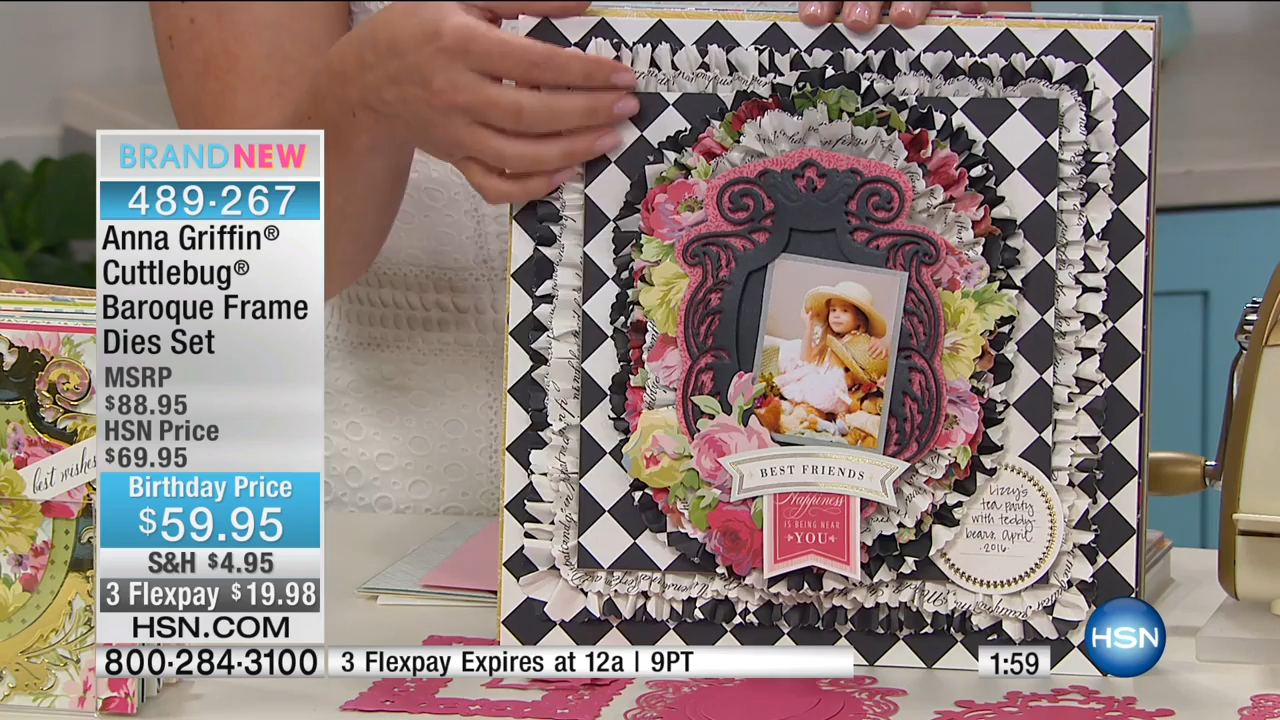 BRAND NEW
489-267
Anna Griffin®
Cuttlebug®
Baroque Frame
Dies Set
MSRP
$88.95
HSN Price
$69.95
Birthday Price
$59.95
S&H $4.95
3 Flexpay $19.98
HSN.COM
800-284-3100
3 Flexpay Expires at 12a | 9PT
1:59
HSN
best wishes
BEST FRIENDS
Happiness
IS BEING NEAR
YOU
Lizzy's
tea party
with teddy
bears April
2016